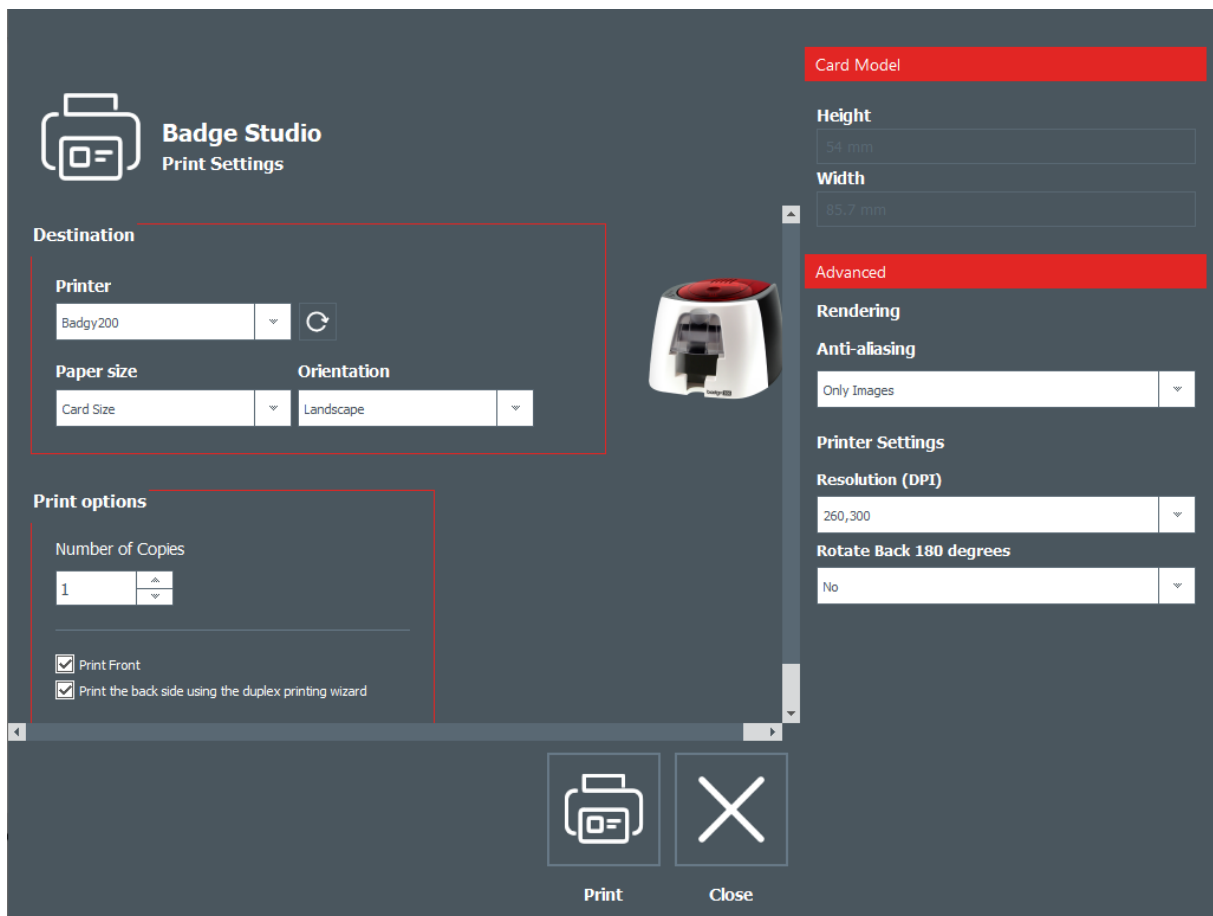 Badge Studio
Print Settings
Destination
Printer
Badgy200
Paper size
Orientation
Card Size
Landscape
Print options
Number of Copies
1
Print Front
Print the back side using the duplex printing wizard
Print
Close
Card Model
Height
54 mm
Width
85.7 mm
Advanced
Rendering
Anti-aliasing
Only Images
Printer Settings
Resolution (DPI)
260,300
Rotate Back 180 degrees
No